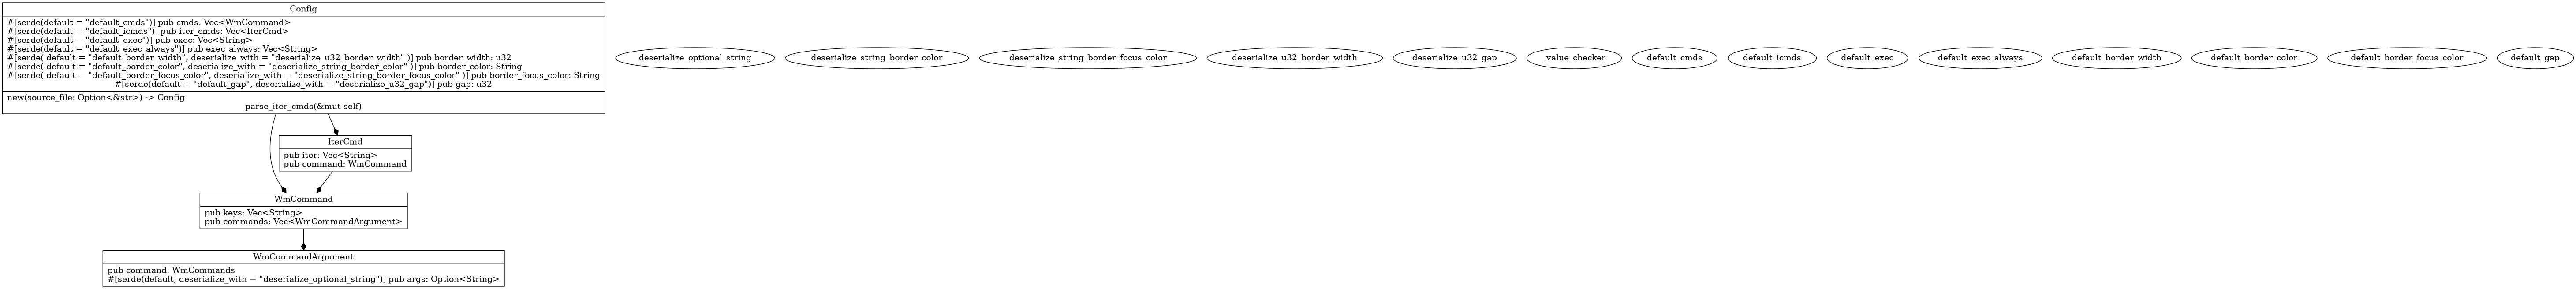 Config
#[serde(default = "default_cmds")] pub cmds: Vec<WmCommand>
#[serde(default = "default_icmds")] pub iter_cmds: Vec<IterCmd>
#[serde(default = "default_exec")] pub exec: Vec<String>
#[serde(default = "default_exec_always")] pub exec_always: Vec<String>
#[serde( default = "default_border_width", deserialize_with = "deserialize_u32_border_width" )] pub border_width: u32
#[serde( default = "default_border_color", deserialize_with = "deserialize_string_border_color" )] pub border_color: String
#[serde( default = "default_border_focus_color", deserialize_with = "deserialize_string_border_focus_color" )] pub border_focus_color: String
#[serde(default = "default_gap", deserialize_with = "deserialize_u32_gap")] pub gap: u32
new(source_file: Option<&str>) -> Config
parse_iter_cmds(&mut self)
deserialize_optional_string
deserialize_string_border_color
deserialize_string_border_focus_color
deserialize_u32_border_width
deserialize_u32_gap
_value_checker
default_cmds
default_icmds
default_exec
default_exec_always
default_border_width
default_border_color
default_border_focus_color
default_gap
IterCmd
pub iter: Vec<String>
pub command: WmCommand
WmCommand
pub keys: Vec<String>
pub commands: Vec<WmCommandArgument>
WmCommandArgument
pub command: WmCommands
#[serde(default, deserialize_with = "deserialize_optional_string")] pub args: Option<String>